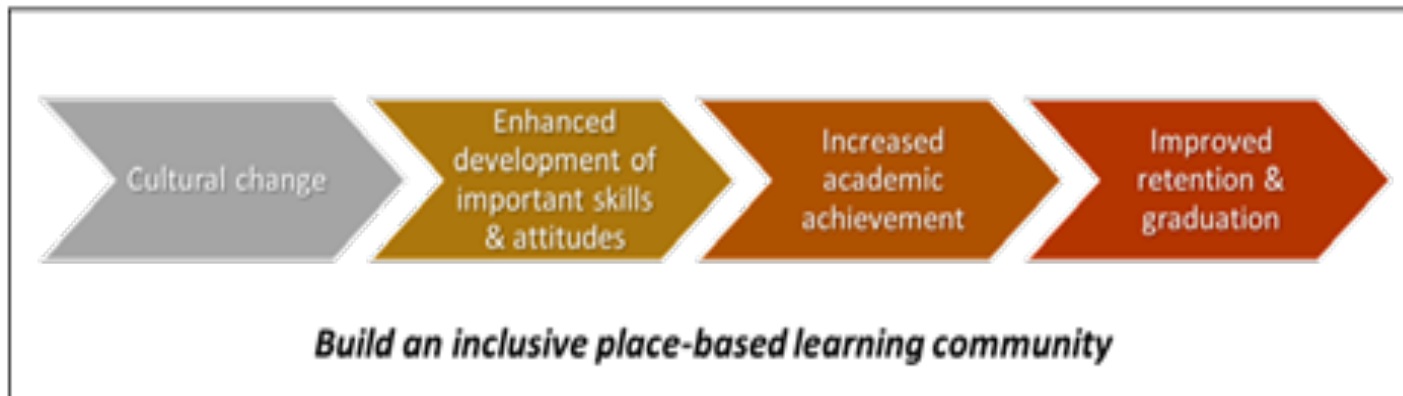 Cultural change
Enhanced
development of
important skills
& attitudes
Increased
academic
achievement
Improved
retention &
graduation
Build an inclusive place-based learning community